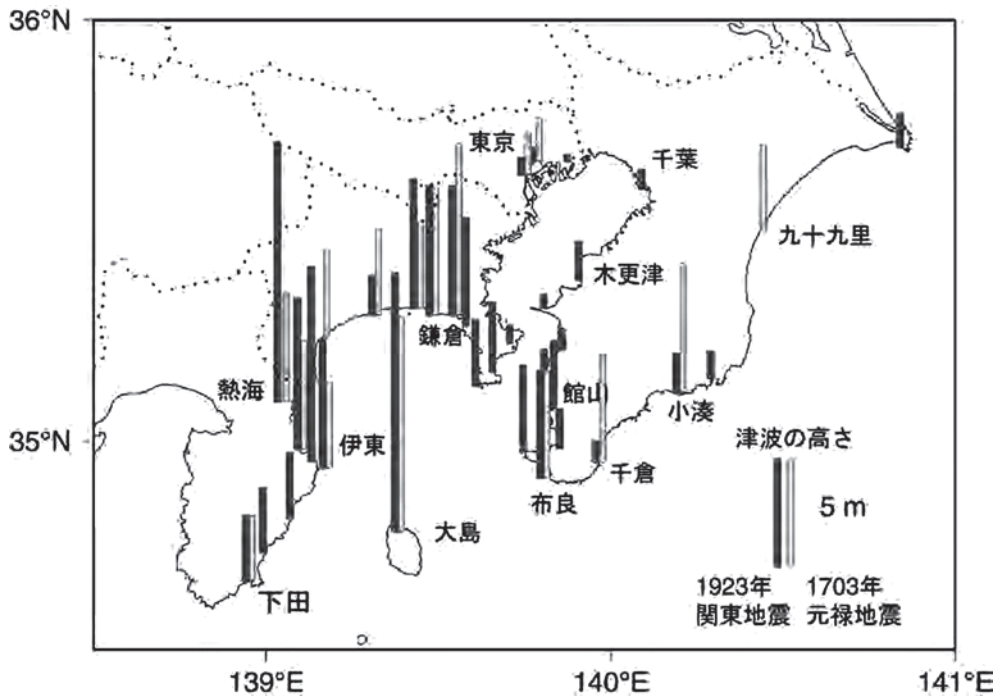 36°N
東京
千葉
九十九里
木更津
鎌倉
熱海
館山
小湊
35°N
伊東
津波の高さ
千倉
布良
5 m
大島
下田
1923年 1703年
関東地震 元禄地震
139°E 140°E 141°E